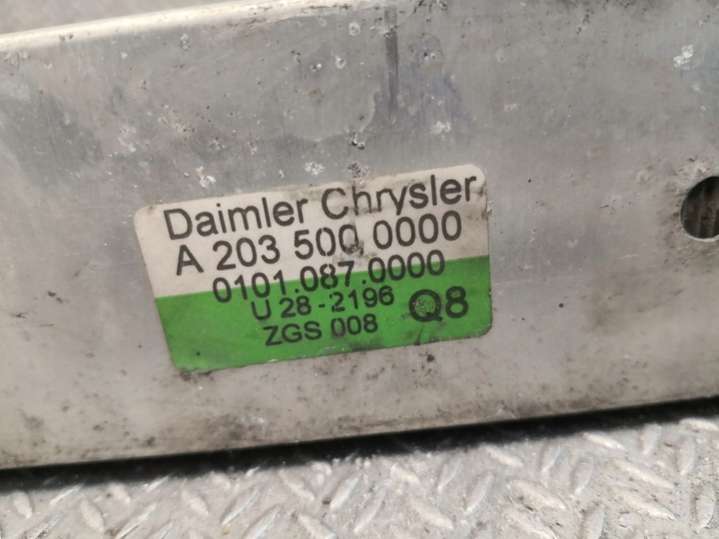 Daimler Chrysler
A 203 500 0000
0101.087.0000
U 28-2196
Q8
ZGS 008